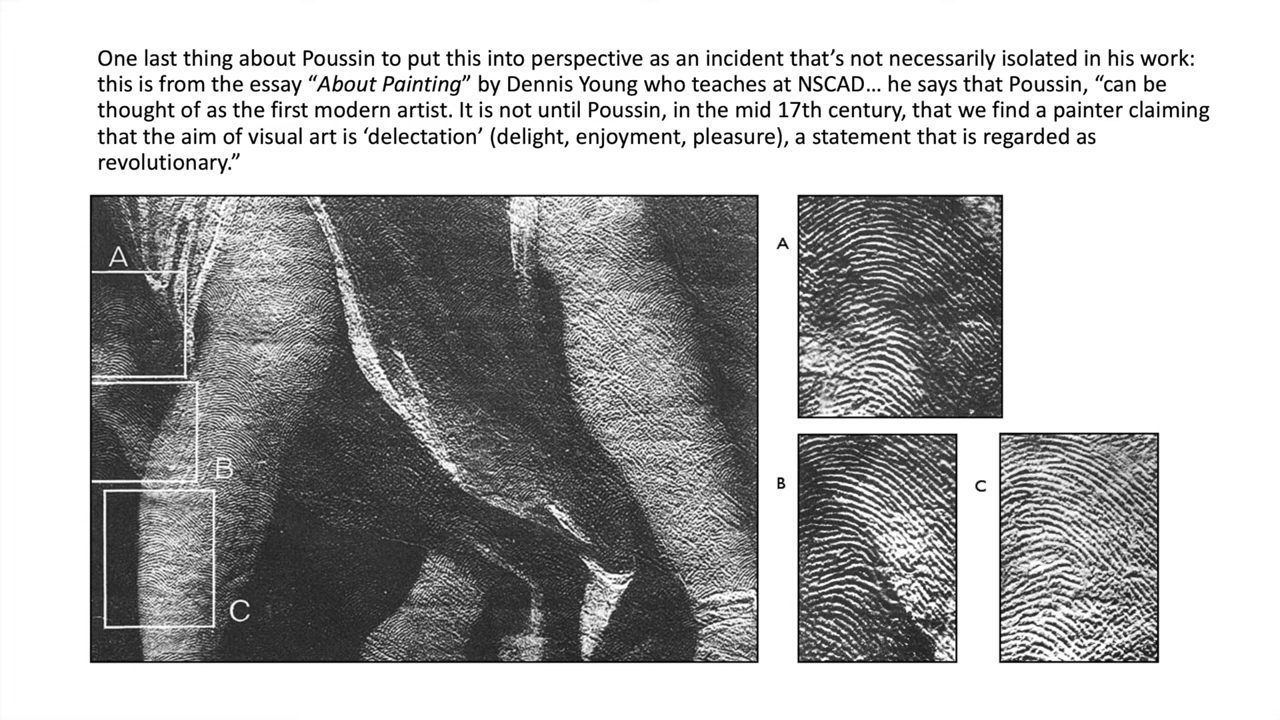 One last thing about Poussin to put this into perspective as an incident that’s not necessarily isolated in his work:
this is from the essay “About Painting” by Dennis Young who teaches at NSCAD… he says that Poussin, “can be
thought of as the first modern artist. It is not until Poussin, in the mid 17th century, that we find a painter claiming
that the aim of visual art is ‘delectation’ (delight, enjoyment, pleasure), a statement that is regarded as
revolutionary.”
A
B
C
A
B
C